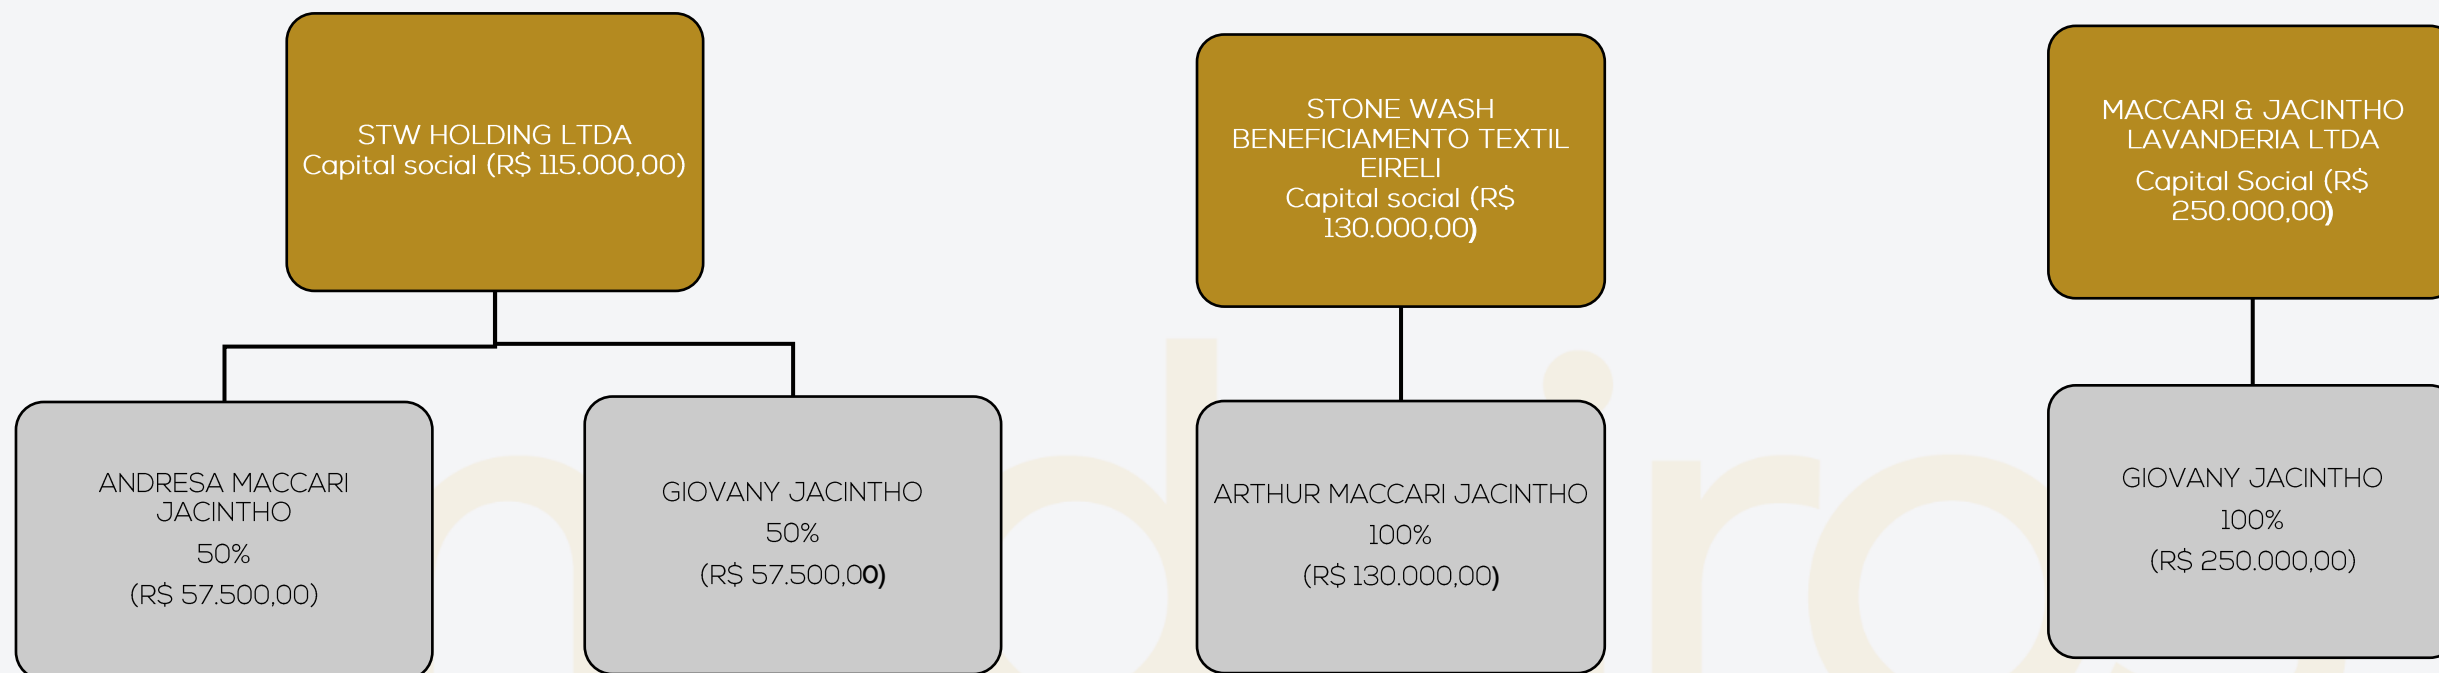 STW HOLDING LTDA
Capital social (R$ 115.000,00)
ANDRESA MACCARI
JACINTHO
50%
(R$ 57.500,00)
GIOVANY JACINTHO
50%
(R$ 57.500,00)
STONE WASH
BENEFICIAMENTO TEXTIL
EIRELI
Capital social (R$
130.000,00)
ARTHUR MACCARI JACINTHO
100%
(R$ 130.000,00)
MACCARI & JACINTHO
LAVANDERIA LTDA
Capital Social (R$
250.000,00)
GIOVANY JACINTHO
100%
(R$ 250.000,00)